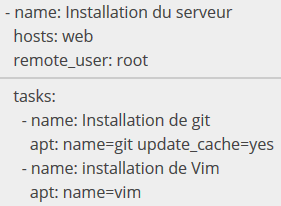 - name: Installation du serveur
  hosts: web
  remote_user: root
  tasks:
    - name: Installation de git
      apt: name=git update_cache=yes
    - name: installation de Vim
      apt: name=vim